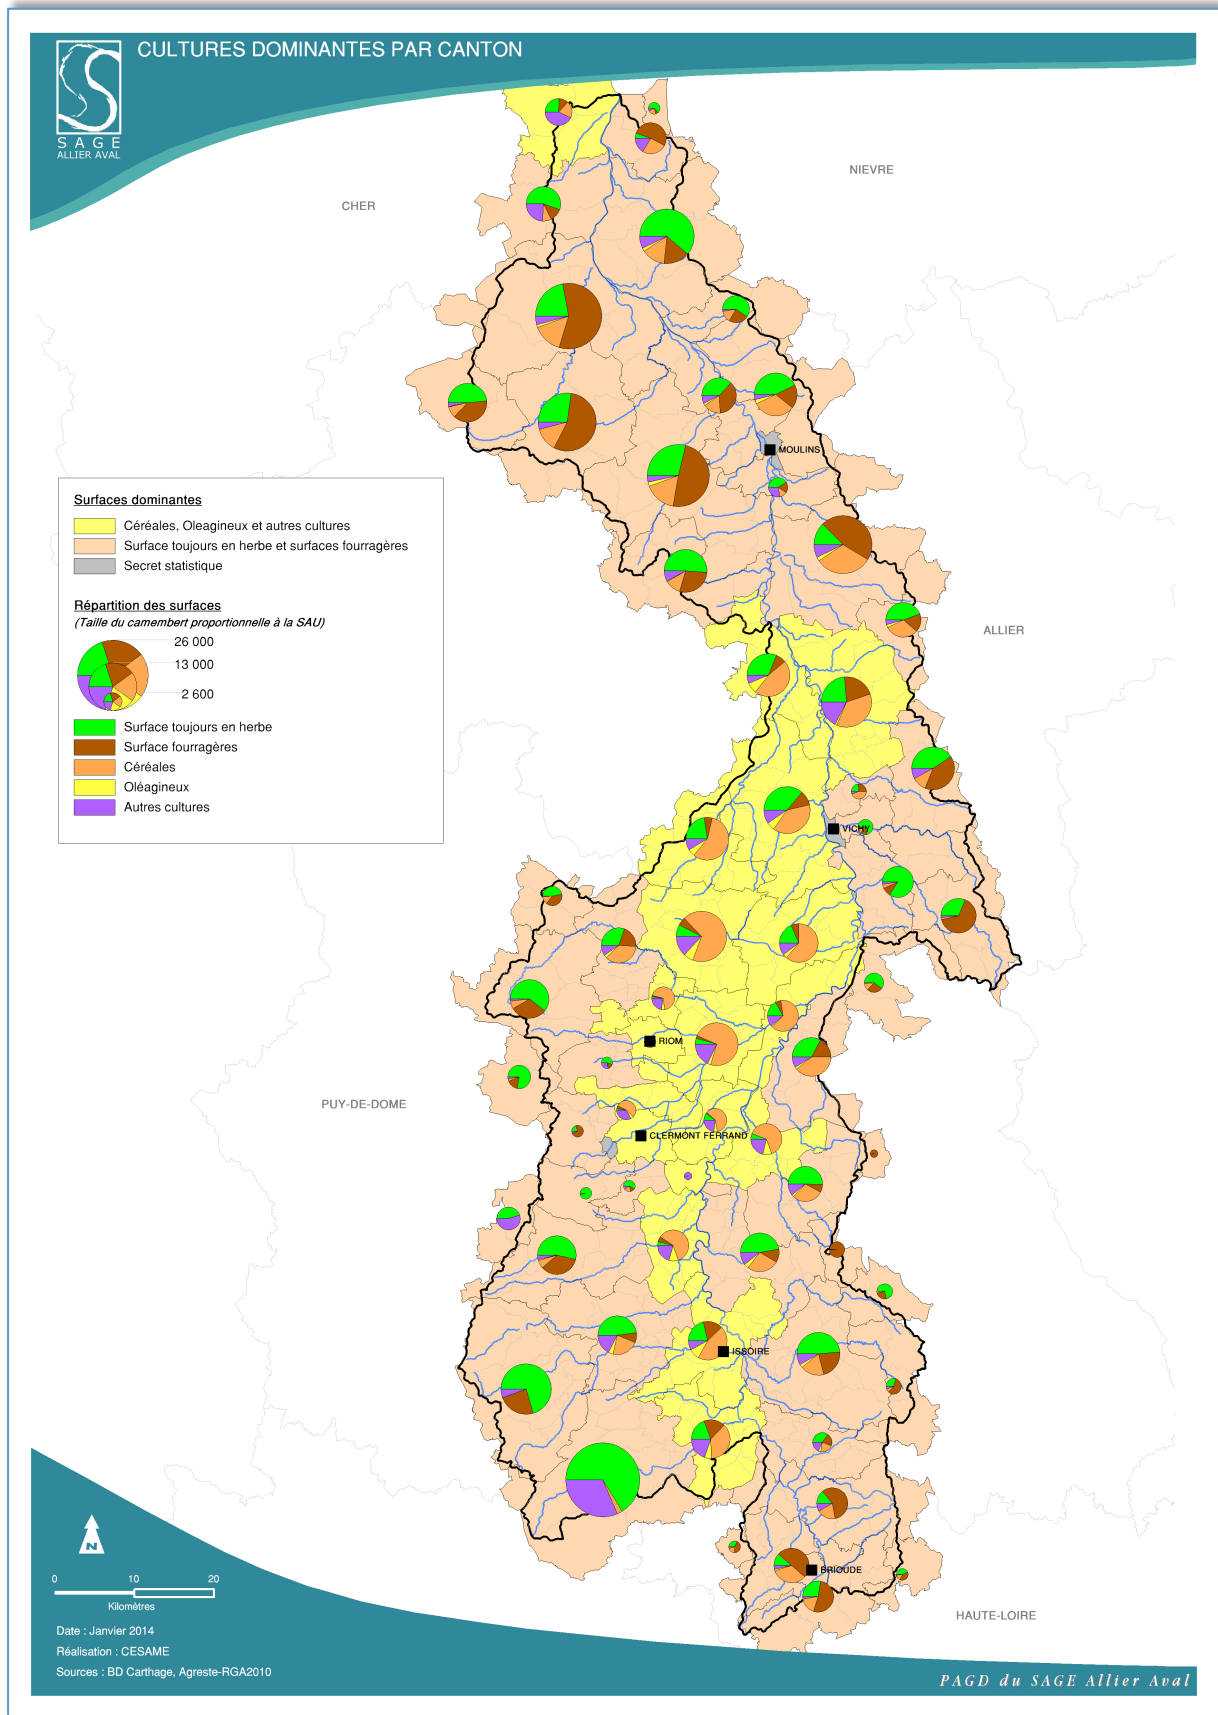 CULTURES DOMINANTES PAR CANTON
S A G E
ALLIER AVAL
NIEVRE
CHER
MOULINS
Surfaces dominantes
Céréales, Oleagineux et autres cultures
Surface toujours en herbe et surfaces fourragères
Secret statistique
Répartition des surfaces
(Taille du camembert proportionnelle à la SAU)
26 000
13 000
2 600
Surface toujours en herbe
Surface fourragères
Céréales
Oléagineux
Autres cultures
ALLIER
VICHY
RIOM
PUY-DE-DOME
CLERMONT FERRAND
ISSOIRE
BRIOUDE
HAUTE-LOIRE
N
0 10 20
Kilomètres
Date : Janvier 2014
Réalisation : CESAME
Sources : BD Carthage, Agreste-RGA2010
PAGD du SAGE Allier Aval